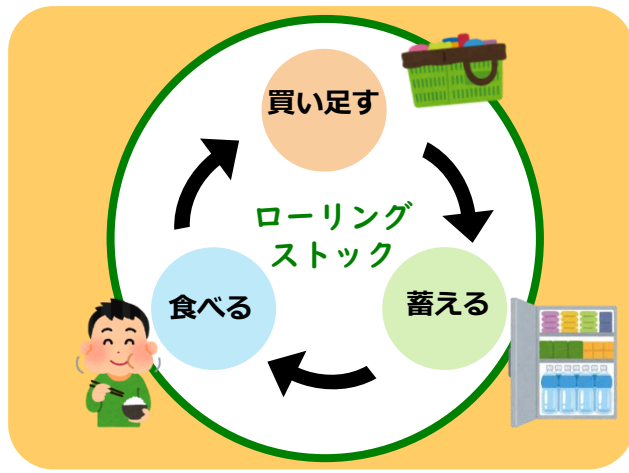 買い足す
ローリング
ストック
食べる
蓄える